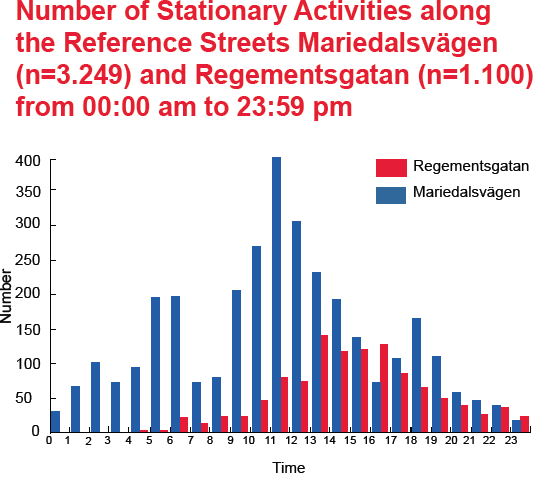 Number of Stationary Activities along
the Reference Streets Mariedalsvägen
(n=3.249) and Regementsgatan (n=1.100)
from 00:00 am to 23:59 pm
Regementsgatan
Mariedalsvägen
Number
400
350
300
250
200
150
100
50
0
0 1 2 3 4 5 6 7 8 9 10 11 12 13 14 15 16 17 18 19 20 21 22 23
Time